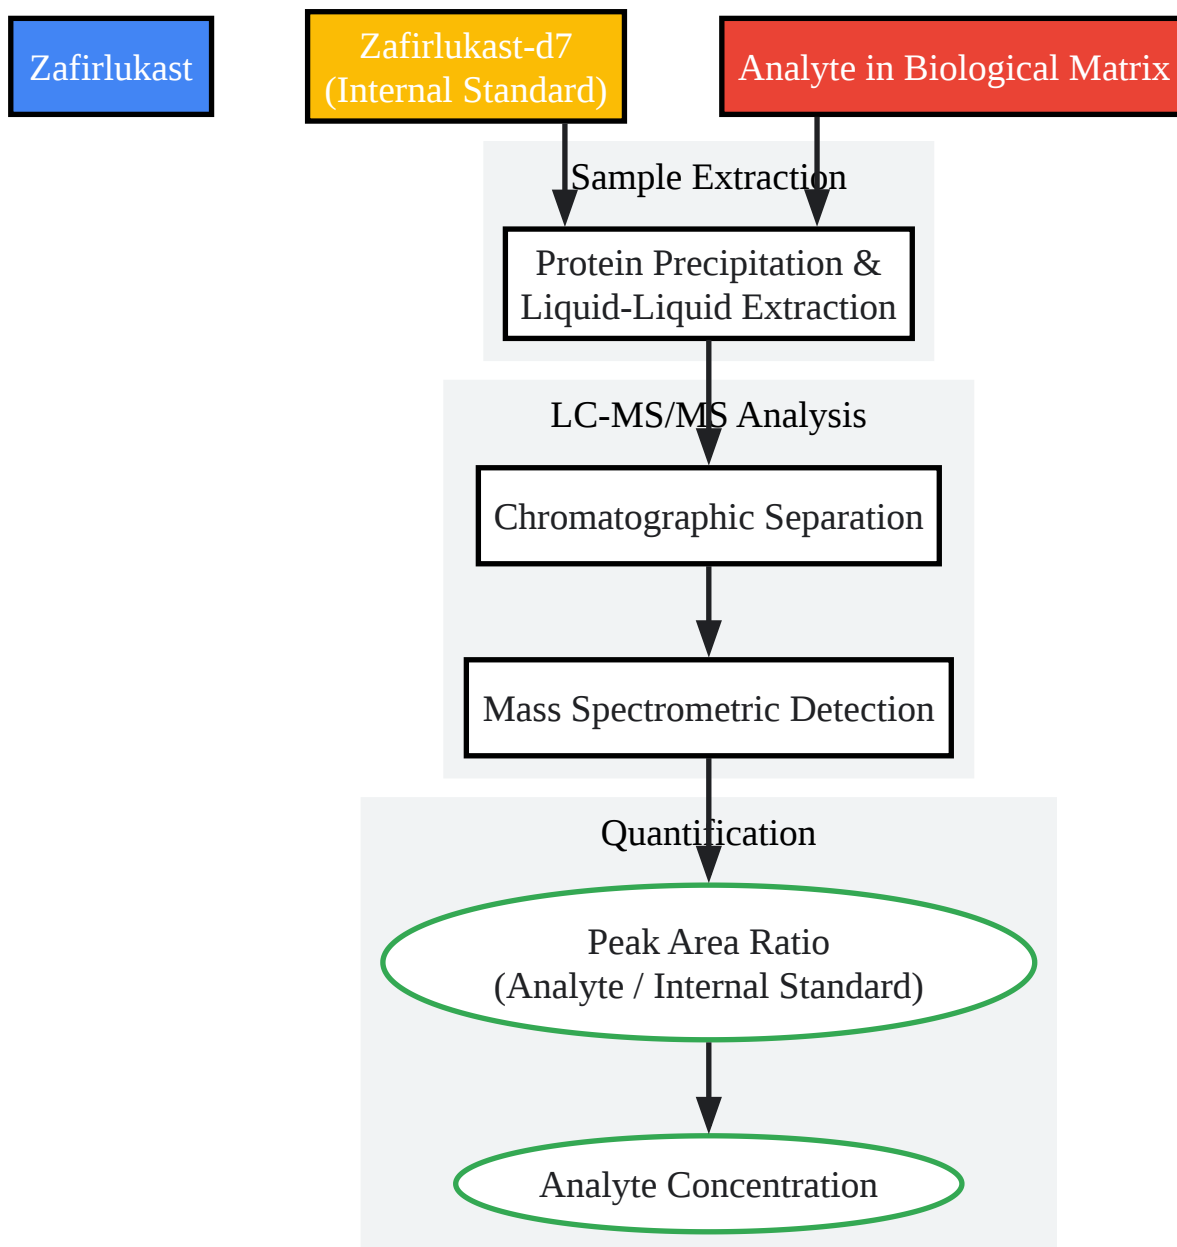 Zafirlukast
Zafirlukast-d7
(Internal Standard)
Analyte in Biological Matrix
Sample Extraction
Protein Precipitation &
Liquid-Liquid Extraction
LC-MS/MS Analysis
Chromatographic Separation
Mass Spectrometric Detection
Quantification
Peak Area Ratio
(Analyte / Internal Standard)
Analyte Concentration